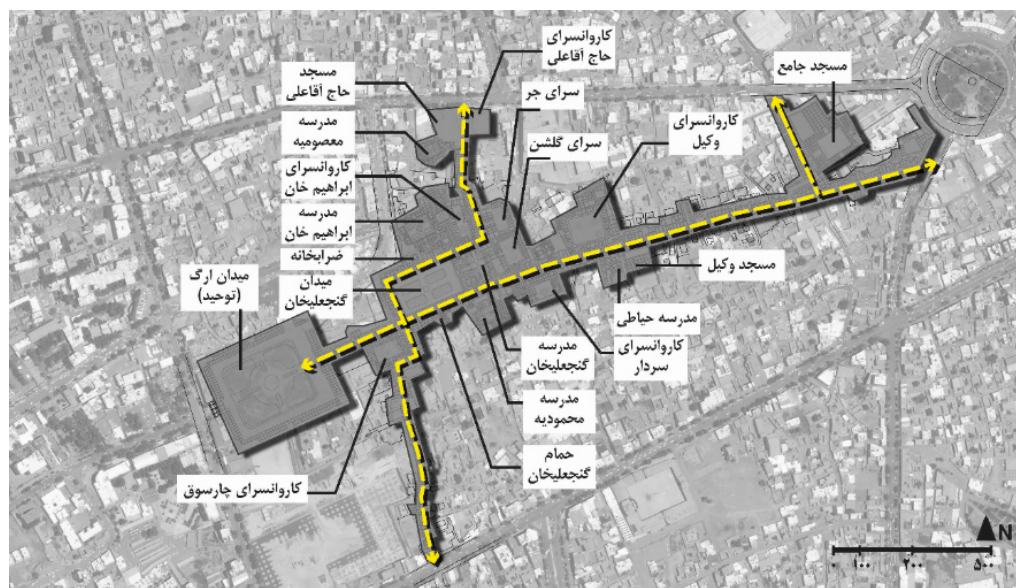 کاروانسرای
حاج آقاعلی
مسجد
حاج آقاعلی
سرای جر
مدرسه
معصومیه
سرای گلشن
کاروانسرای
وکیل
مسجد جامع
کاروانسرای
ابراهیم خان
مدرسه
ابراهیم خان
ضرابخانه
میدان ارگ
(توحید)
میدان
گنجعلیخان
مسجد وکیل
مدرسه حیاطی
کاروانسرای
سردار
مدرسه
گنجعلیخان
مدرسه
محمودیه
حمام
گنجعلیخان
کاروانسرای چارسوق
N
۰ ۱۰۰ ۲۰۰ ۵۰۰